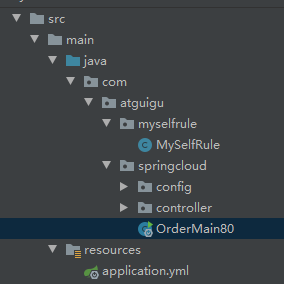 src
main
java
com
atguigu
myselfrule
MySelfRule
springcloud
config
controller
OrderMain80
resources
application.yml